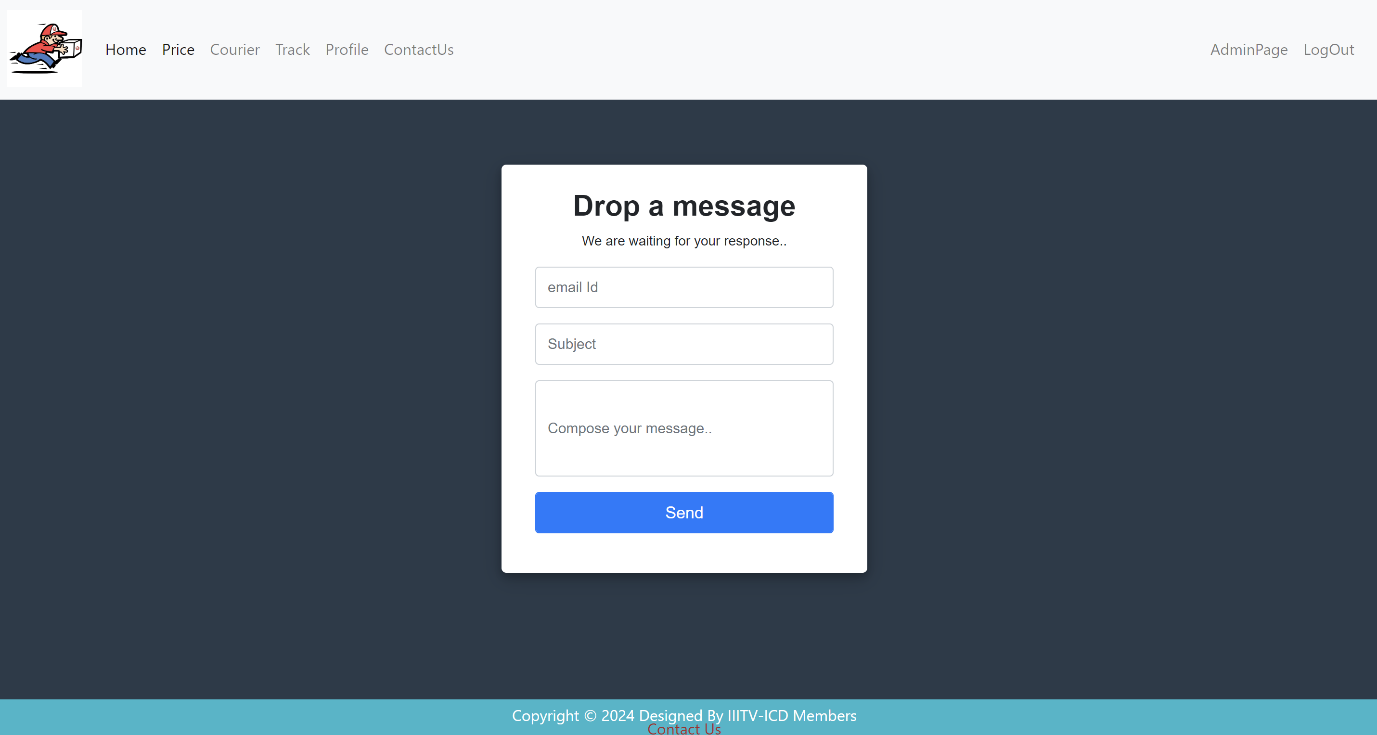 Home Price Courier Track Profile ContactUs AdminPage LogOut
Drop a message
We are waiting for your response..
email Id
Subject
Compose your message..
Send
Copyright © 2024 Designed By IIITV-ICD Members
Contact Us